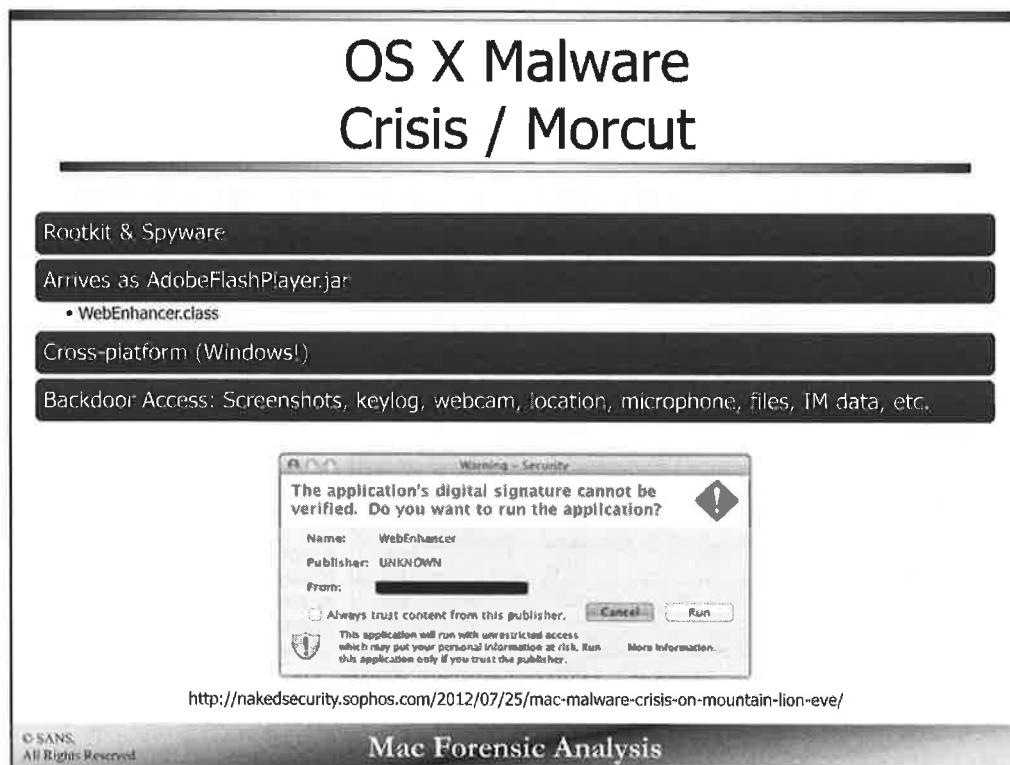 OS X Malware
Crisis / Morcut
Rootkit & Spyware
Arrives as AdobeFlashPlayer.jar
• WebEnhancer.class
Cross-platform (Windows!)
Backdoor Access: Screenshots, keylog, webcam, location, microphone, files, IM data, etc.
Warning - Security
The application's digital signature cannot be
verified. Do you want to run the application?
Name: WebEnhancer
Publisher: UNKNOWN
From:
Always trust content from this publisher.
Cancel
Run
This application will run with unrestricted access
which may put your personal information at risk. Run
this application only if you trust the publisher.
More Information.
http://nakedsecurity.sophos.com/2012/07/25/mac-malware-crisis-on-mountain-lion-eve/
© SANS,
All Rights Reserved
Mac Forensic Analysis